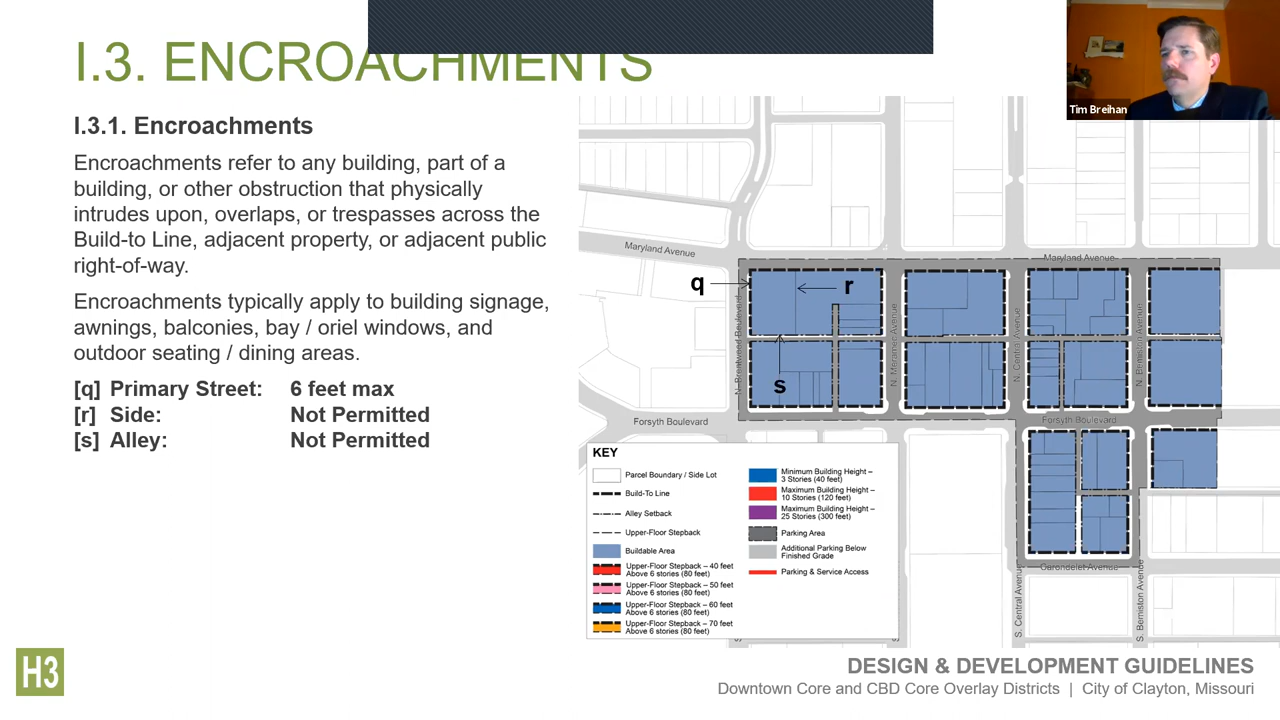 I.3. ENCROACHMENTS
Tim Breihan
I.3.1. Encroachments
Encroachments refer to any building, part of a
building, or other obstruction that physically
intrudes upon, overlaps, or trespasses across the
Build-to Line, adjacent property, or adjacent public
right-of-way.
Encroachments typically apply to building signage,
awnings, balconies, bay / oriel windows, and
outdoor seating / dining areas.
[q] Primary Street: 6 feet max
[r] Side: Not Permitted
[s] Alley: Not Permitted
Maryland Avenue
Maryland Avenue
q
r
s
N. Brentwood Boulevard
N. Meramec Avenue
N. Central Avenue
N. Bemiston Avenue
Forsyth Boulevard
Forsyth Boulevard
Carondelet Avenue
S. Central Avenue
S. Bemiston Avenue
KEY
Parcel Boundary / Side Lot
Build-To Line
Alley Setback
Upper-Floor Stepback
Buildable Area
Upper-Floor Stepback – 40 feet
Above 6 stories (80 feet)
Upper-Floor Stepback – 50 feet
Above 6 stories (80 feet)
Upper-Floor Stepback – 60 feet
Above 6 stories (80 feet)
Upper-Floor Stepback – 70 feet
Above 6 stories (80 feet)
Minimum Building Height –
3 Stories (40 feet)
Maximum Building Height –
10 Stories (120 feet)
Maximum Building Height –
25 Stories (300 feet)
Parking Area
Additional Parking Below
Finished Grade
Parking & Service Access
H3
DESIGN & DEVELOPMENT GUIDELINES
Downtown Core and CBD Core Overlay Districts | City of Clayton, Missouri